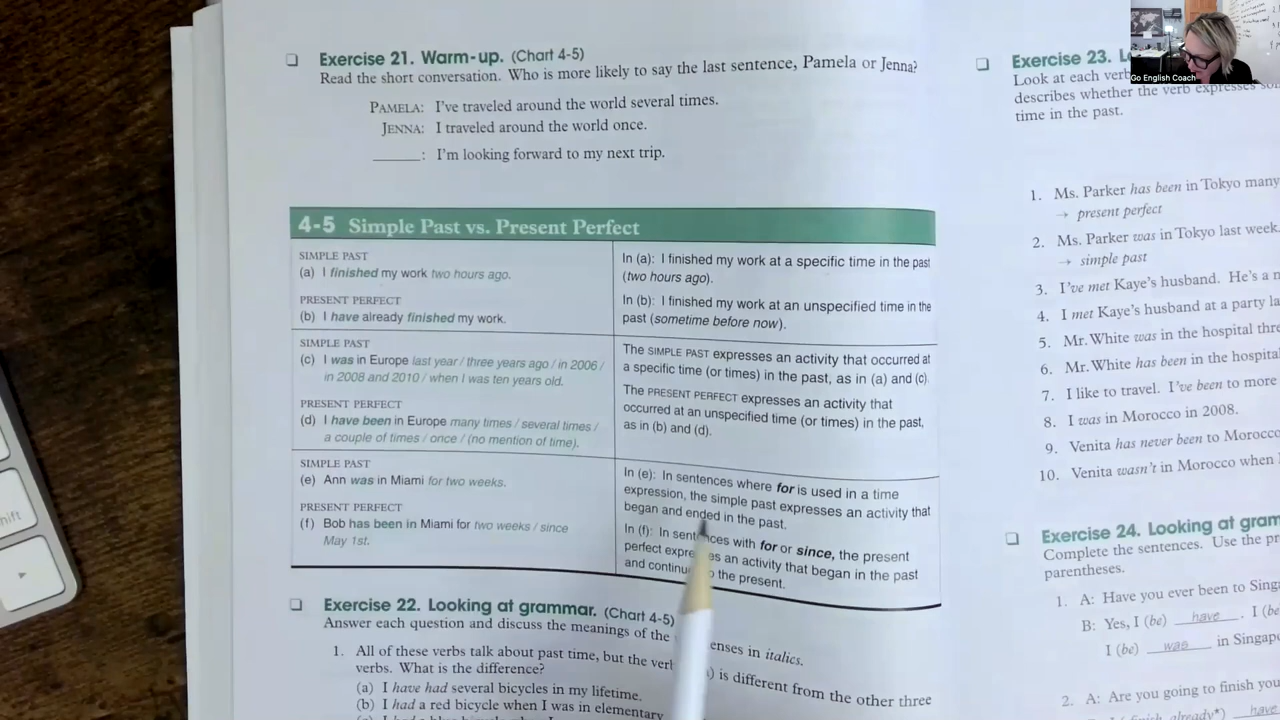 ❑ Exercise 21. Warm-up. (Chart 4-5)
Read the short conversation. Who is more likely to say the last sentence, Pamela or Jenna?
PAMELA: I've traveled around the world several times.
JENNA: I traveled around the world once.
______: I'm looking forward to my next trip.
4-5 Simple Past vs. Present Perfect
SIMPLE PAST
(a) I finished my work two hours ago.
PRESENT PERFECT
(b) I have already finished my work.
In (a): I finished my work at a specific time in the past
(two hours ago).
In (b): I finished my work at an unspecified time in the
past (sometime before now).
SIMPLE PAST
(c) I was in Europe last year / three years ago / in 2006 /
in 2008 and 2010 / when I was ten years old.
PRESENT PERFECT
(d) I have been in Europe many times / several times /
a couple of times / once / (no mention of time).
The SIMPLE PAST expresses an activity that occurred at
a specific time (or times) in the past, as in (a) and (c).
The PRESENT PERFECT expresses an activity that
occurred at an unspecified time (or times) in the past,
as in (b) and (d).
SIMPLE PAST
(e) Ann was in Miami for two weeks.
PRESENT PERFECT
(f) Bob has been in Miami for two weeks / since
May 1st.
In (e): In sentences where for is used in a time
expression, the simple past expresses an activity that
began and ended in the past.
In (f): In sentences with for or since, the present
perfect expre as an activity that began in the past
and continu o the present.
❑ Exercise 22. Looking at grammar. (Chart 4-5)
Answer each question and discuss the meanings of the enses in italics.
1. All of these verbs talk about past time, but the verb ) is different from the other three
verbs. What is the difference?
(a) I have had several bicycles in my lifetime.
(b) I had a red bicycle when I was in elementary
❑ Exercise 23. L
Look at each verb
describes whether the verb expresses
time in the past.
1. Ms. Parker has been in Tokyo many
→ present perfect
2. Ms. Parker was in Tokyo last week.
→ simple past
3. I've met Kaye's husband. He's a n
4. I met Kaye's husband at a party la
5. Mr. White was in the hospital thre
6. Mr. White has been in the hospital
7. I like to travel. I've been to more
8. I was in Morocco in 2008.
9. Venita has never been to Morocco
10. Venita wasn't in Morocco when
❑ Exercise 24. Looking at gram
Complete the sentences. Use the pr
parentheses.
1. A: Have you ever been to Singa
B: Yes, I (be) have . I (be
I (be) was in Singap
2. A: Are you going to finish you
have
Go English Coach
hift